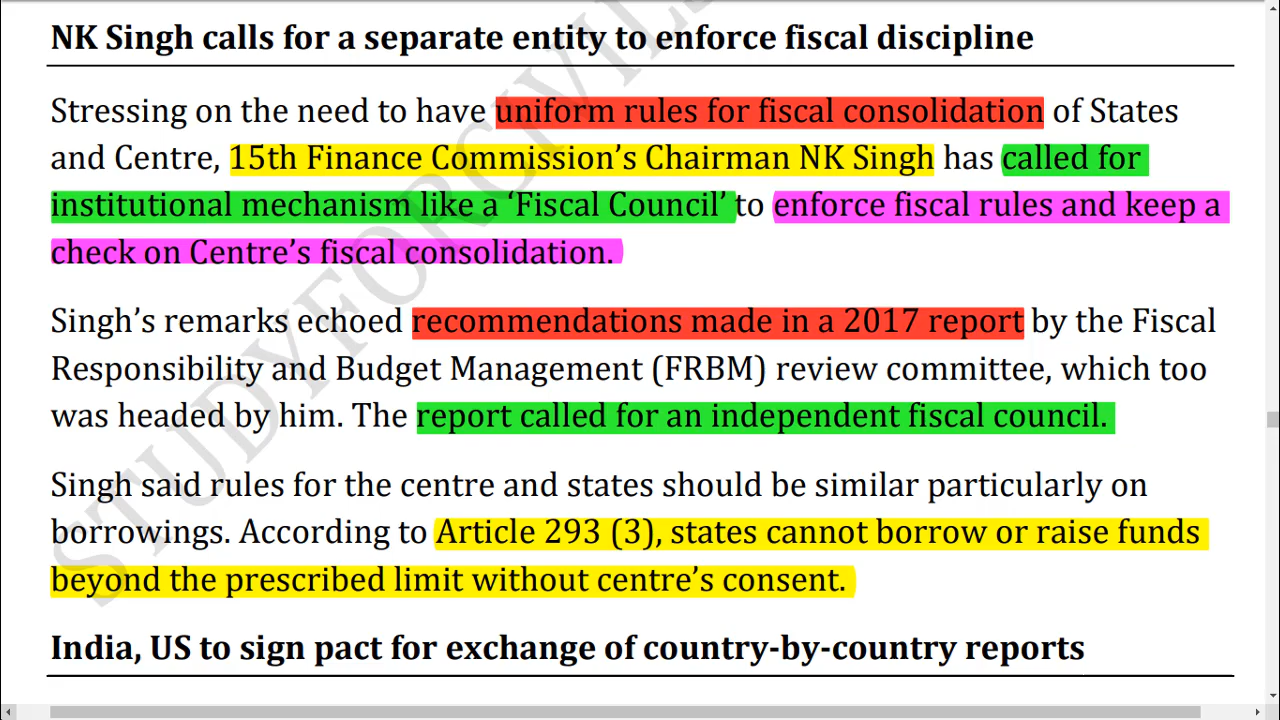 NK Singh calls for a separate entity to enforce fiscal discipline
Stressing on the need to have uniform rules for fiscal consolidation of States
and Centre, 15th Finance Commission’s Chairman NK Singh has called for
institutional mechanism like a ‘Fiscal Council’ to enforce fiscal rules and keep a
check on Centre’s fiscal consolidation.
Singh’s remarks echoed recommendations made in a 2017 report by the Fiscal
Responsibility and Budget Management (FRBM) review committee, which too
was headed by him. The report called for an independent fiscal council.
Singh said rules for the centre and states should be similar particularly on
borrowings. According to Article 293 (3), states cannot borrow or raise funds
beyond the prescribed limit without centre’s consent.
India, US to sign pact for exchange of country-by-country reports
STUDYFORCIVIL